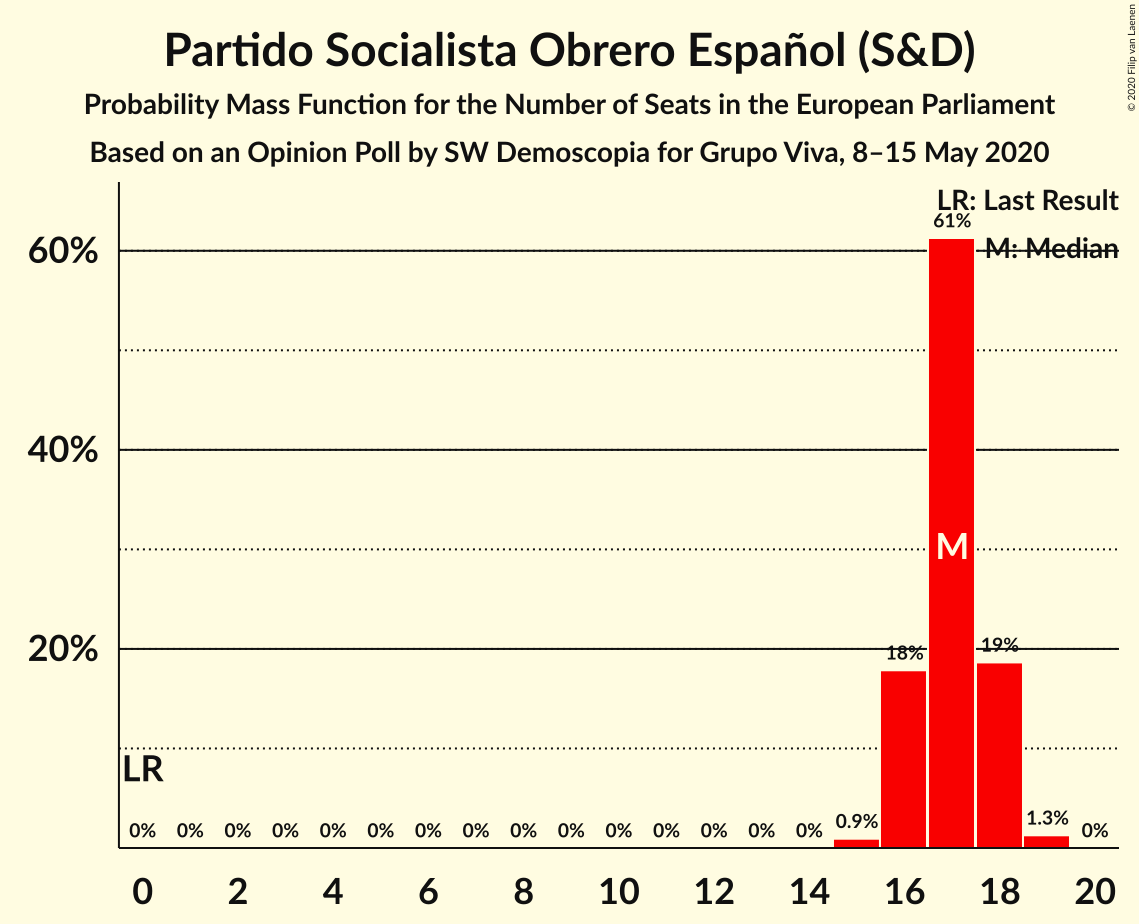 Partido Socialista Obrero Español (S&D)
Probability Mass Function for the Number of Seats in the European Parliament
Based on an Opinion Poll by SW Demoscopia for Grupo Viva, 8–15 May 2020
© 2020 Filip van Laenen
LR: Last Result
M: Median
60%
40%
20%
61%
M
18%
19%
LR
0% 0% 0% 0% 0% 0% 0% 0% 0% 0% 0% 0% 0% 0% 0% 0.9% 1.3% 0%
0 2 4 6 8 10 12 14 16 18 20